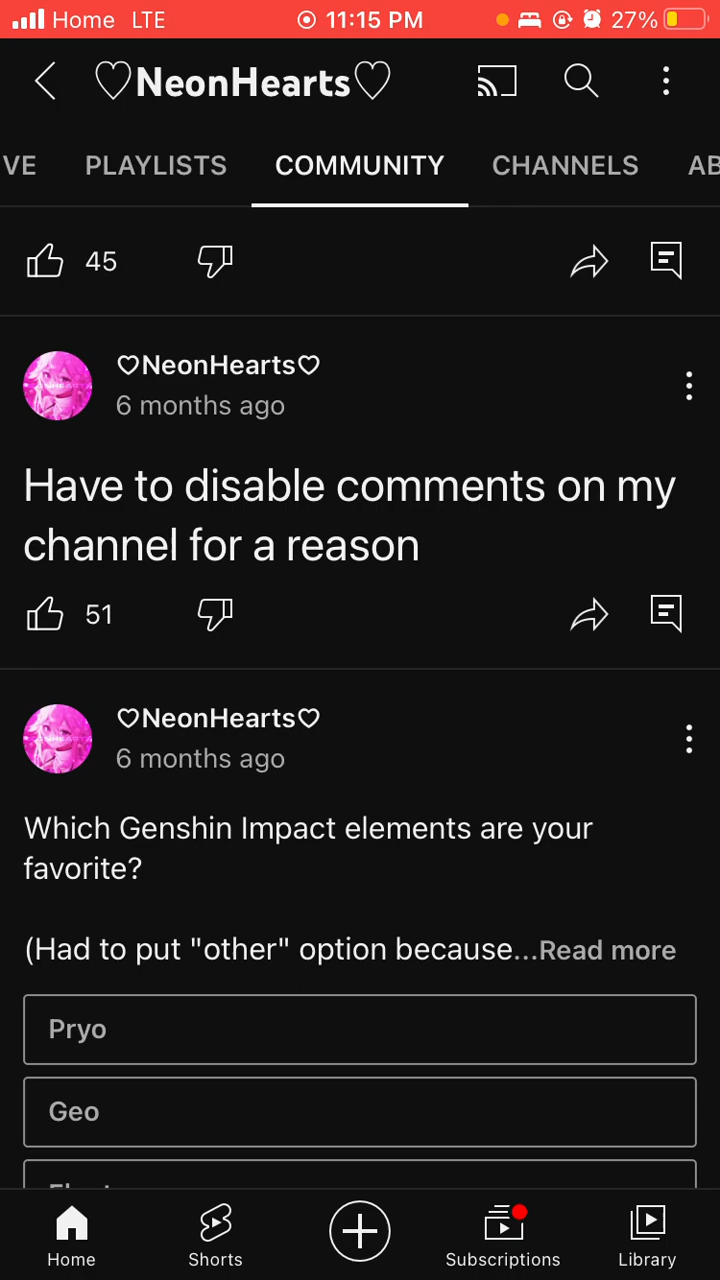 Home LTE 11:15 PM 27%
♡NeonHearts♡
VE PLAYLISTS COMMUNITY CHANNELS AB
45
♡NeonHearts♡
6 months ago
Have to disable comments on my
channel for a reason
51
♡NeonHearts♡
6 months ago
Which Genshin Impact elements are your
favorite?
(Had to put "other" option because...Read more
Pryo
Geo
Home Shorts Subscriptions Library